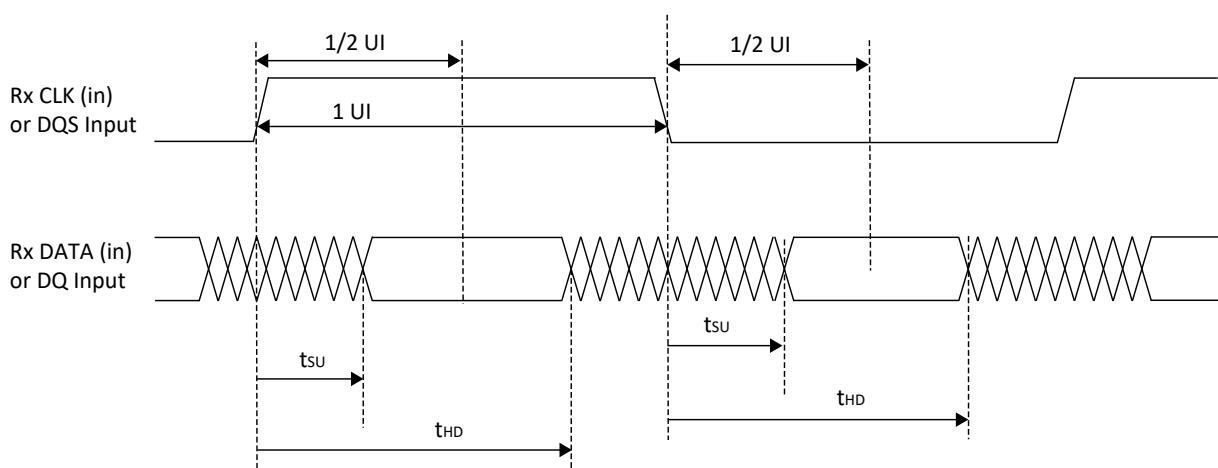 1/2 UI
1/2 UI
Rx CLK (in)
or DQS Input
1 UI
Rx DATA (in)
or DQ Input
tSU
tSU
tHD
tHD